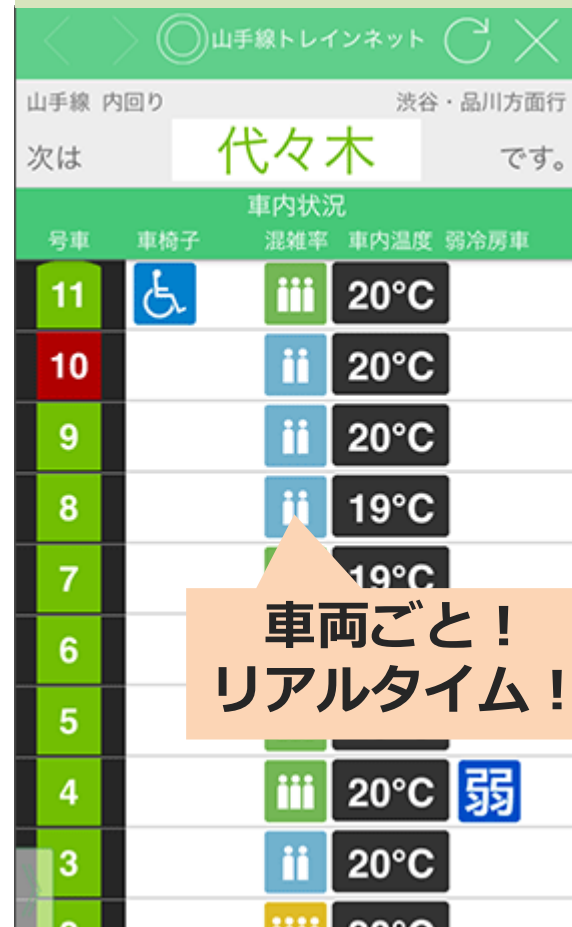 山手線トレインネット
山手線 内回り 渋谷・品川方面行
次は 代々木 です。
車内状況
号車 車椅子 混雑率 車内温度 弱冷房車
11 20°C
10 20°C
9 20°C
8 19°C
7 19°C
車両ごと!
6
リアルタイム!
5
4 20°C 弱
3 20°C